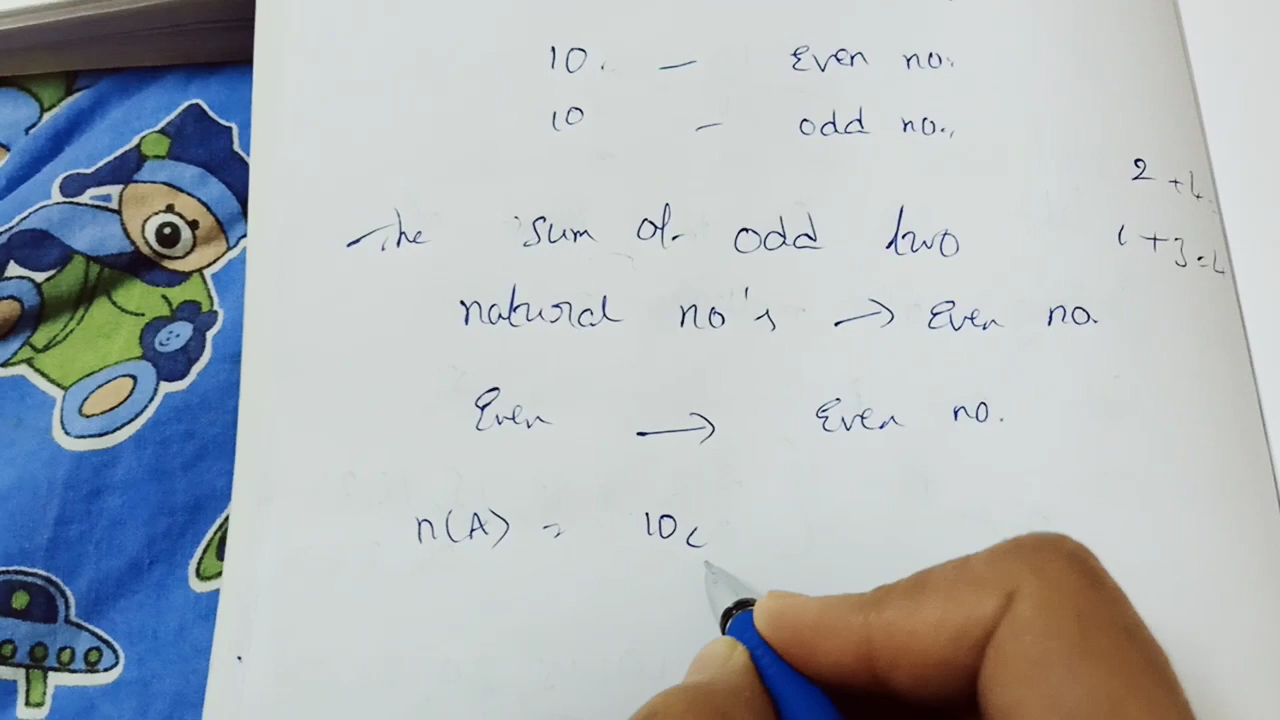 10. — Even no.
10 - odd no.,
2 + 4
1 + 3 = 4
The sum of odd two
natural no's → Even no.
Even → Even no.
n(A) = 10c